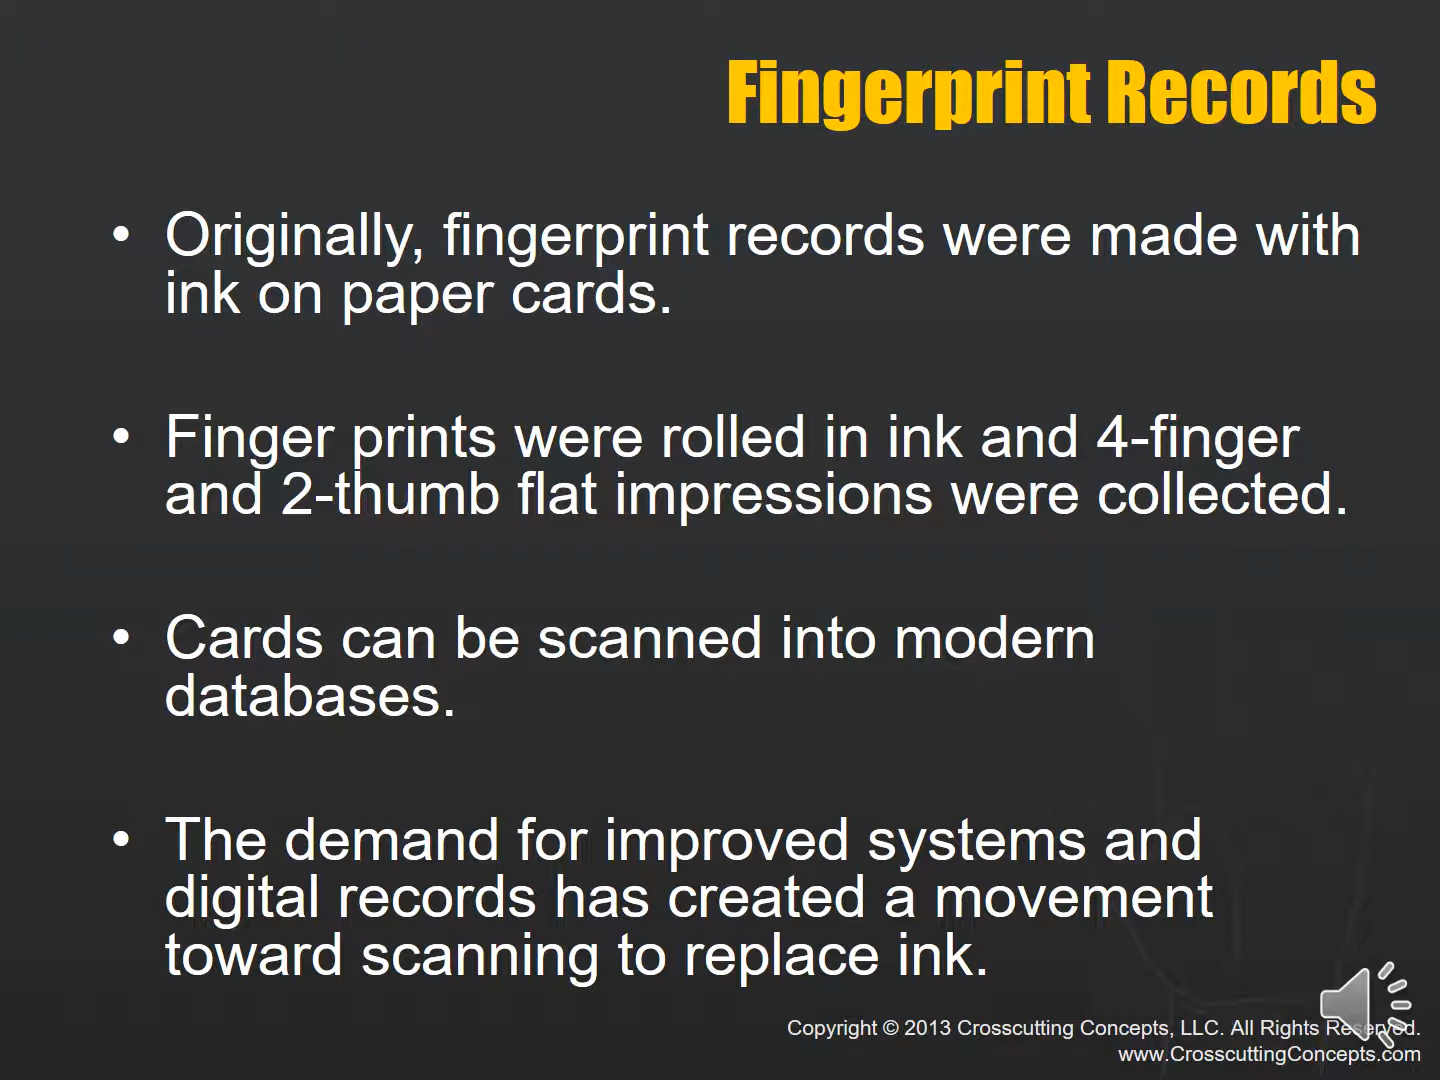 Fingerprint Records
• Originally, fingerprint records were made with
ink on paper cards.
• Finger prints were rolled in ink and 4-finger
and 2-thumb flat impressions were collected.
• Cards can be scanned into modern
databases.
• The demand for improved systems and
digital records has created a movement
toward scanning to replace ink.
Copyright © 2013 Crosscutting Concepts, LLC. All Rights Reserved.
www.CrosscuttingConcepts.com